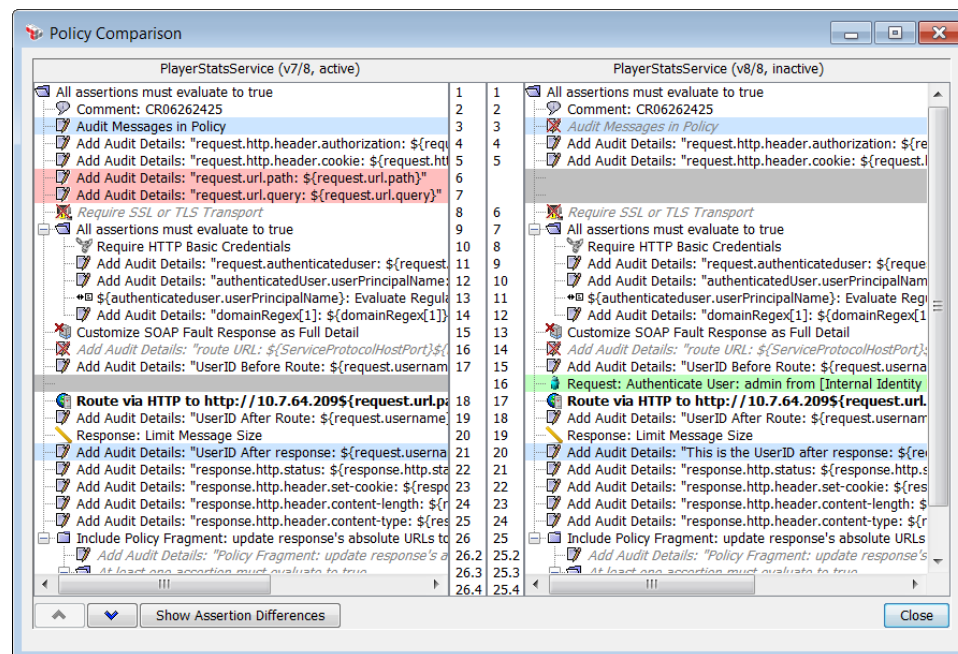 Policy Comparison
PlayerStatsService (v7/8, active)
PlayerStatsService (v8/8, inactive)
All assertions must evaluate to true 1 1 All assertions must evaluate to true
Comment: CR06262425 2 2 Comment: CR06262425
Audit Messages in Policy 3 3 Audit Messages in Policy
Add Audit Details: "request.http.header.authorization: ${requ 4 4 Add Audit Details: "request.http.header.authorization: ${re
Add Audit Details: "request.http.header.cookie: ${request.htt 5 5 Add Audit Details: "request.http.header.cookie: ${request.l
Add Audit Details: "request.url.path: ${request.url.path}" 6
Add Audit Details: "request.url.query: ${request.url.query}" 7
Require SSL or TLS Transport 8 6 Require SSL or TLS Transport
All assertions must evaluate to true 9 7 All assertions must evaluate to true
Require HTTP Basic Credentials 10 8 Require HTTP Basic Credentials
Add Audit Details: "request.authenticateduser: ${request. 11 9 Add Audit Details: "request.authenticateduser: ${reque
Add Audit Details: "authenticatedUser.userPrincipalName: 12 10 Add Audit Details: "authenticatedUser.userPrincipalNam
${authenticateduser.userPrincipalName}: Evaluate Regula 13 11 ${authenticateduser.userPrincipalName}: Evaluate Regu
Add Audit Details: "domainRegex[1]: ${domainRegex[1]} 14 12 Add Audit Details: "domainRegex[1]: ${domainRegex[1
Customize SOAP Fault Response as Full Detail 15 13 Customize SOAP Fault Response as Full Detail
Add Audit Details: "route URL: ${ServiceProtocolHostPort}${ 16 14 Add Audit Details: "route URL: ${ServiceProtocolHostPort}
Add Audit Details: "UserID Before Route: ${request.usernam 17 15 Add Audit Details: "UserID Before Route: ${request.userna
16 Request: Authenticate User: admin from [Internal Identity
Route via HTTP to http://10.7.64.209${request.url.pa 18 17 Route via HTTP to http://10.7.64.209${request.url.
Add Audit Details: "UserID After Route: ${request.username} 19 18 Add Audit Details: "UserID After Route: ${request.usernam
Response: Limit Message Size 20 19 Response: Limit Message Size
Add Audit Details: "UserID After response: ${request.userna 21 20 Add Audit Details: "This is the UserID after response: ${re
Add Audit Details: "response.http.status: ${response.http.sta 22 21 Add Audit Details: "response.http.status: ${response.http.s
Add Audit Details: "response.http.header.set-cookie: ${respo 23 22 Add Audit Details: "response.http.header.set-cookie: ${res
Add Audit Details: "response.http.header.content-length: ${r 24 23 Add Audit Details: "response.http.header.content-length: $
Add Audit Details: "response.http.header.content-type: ${res 25 24 Add Audit Details: "response.http.header.content-type: ${r
Include Policy Fragment: update response's absolute URLs to 26 25 Include Policy Fragment: update response's absolute URLs
Add Audit Details: "Policy Fragment: update response's a 26.2 25.2 Add Audit Details: "Policy Fragment: update response's
At least one assertion must evaluate to true 26.3 25.3 At least one assertion must evaluate to true
26.4 25.4
Show Assertion Differences
Close